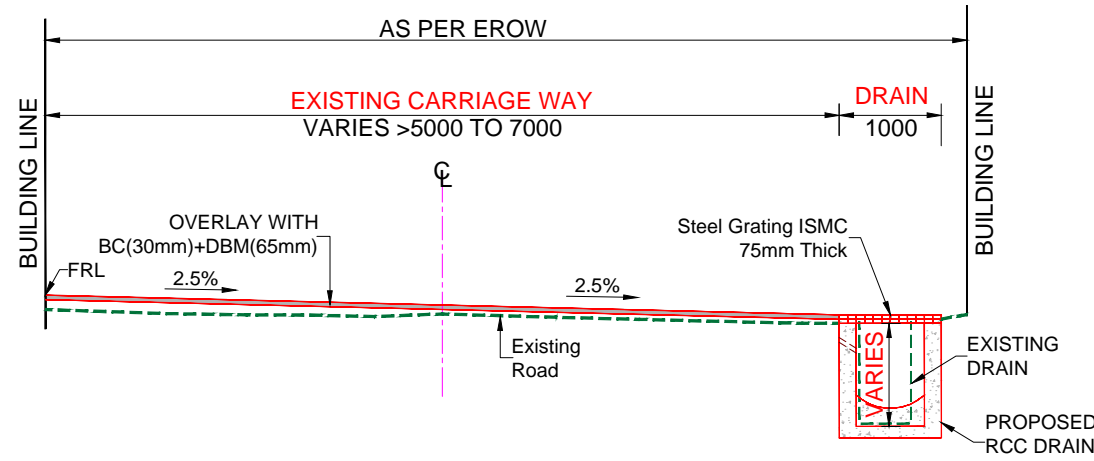 AS PER EROW
EXISTING CARRIAGE WAY
VARIES >5000 TO 7000
DRAIN
1000
BUILDING LINE
BUILDING LINE
℄
OVERLAY WITH
BC(30mm)+DBM(65mm)
Steel Grating ISMC
75mm Thick
FRL
2.5%
2.5%
Existing
Road
VARIES
EXISTING
DRAIN
PROPOSED
RCC DRAIN